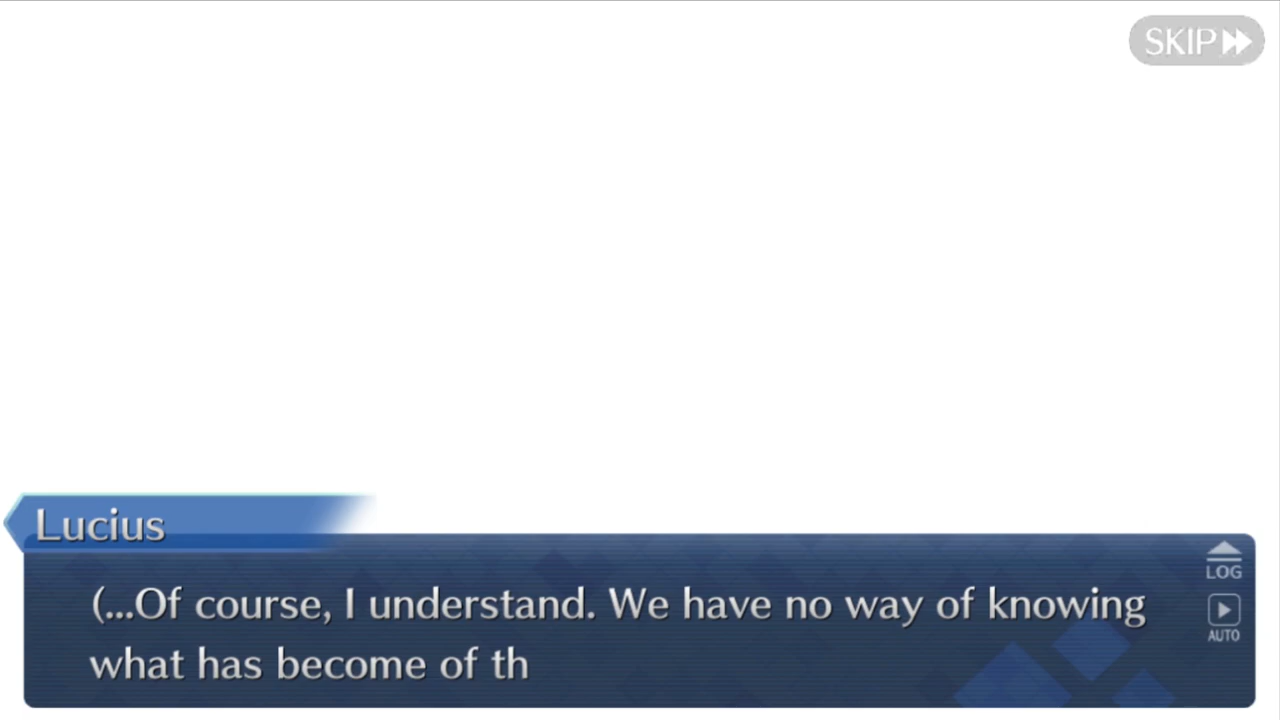 SKIP
Lucius
(...Of course, I understand. We have no way of knowing
what has become of th
LOG
AUTO